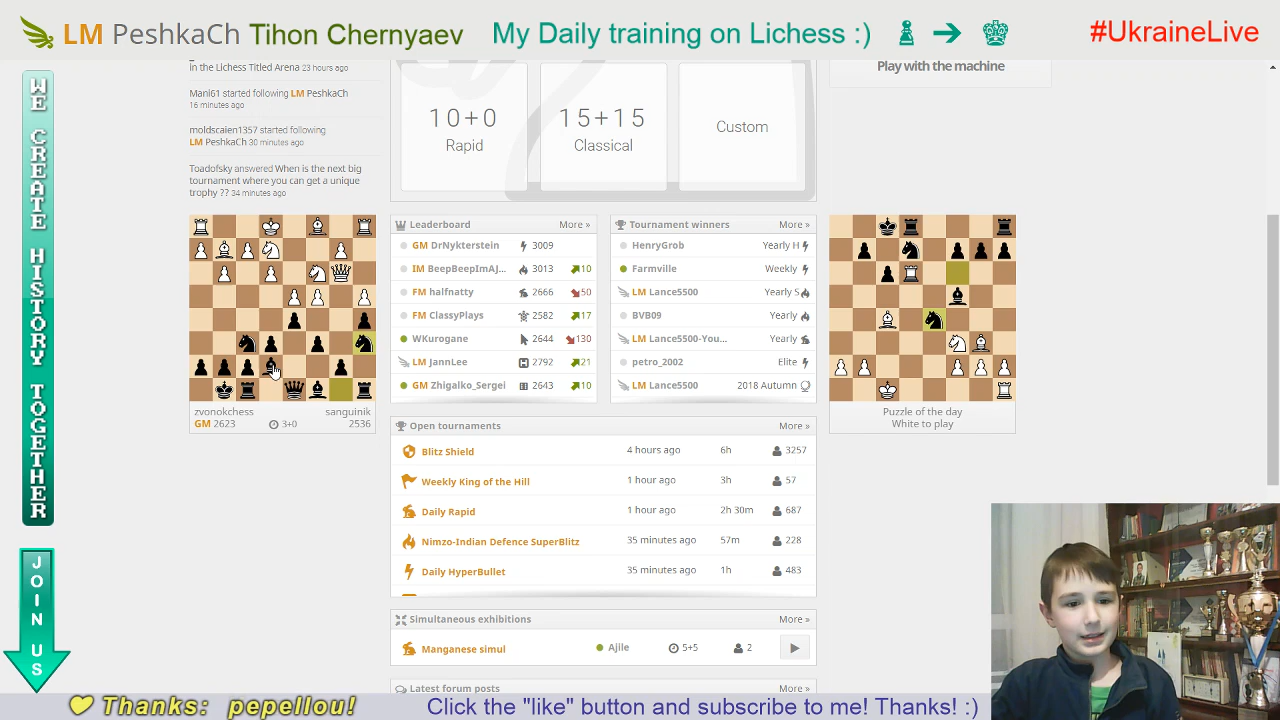 LM PeshkaCh Tihon Chernyaev
My Daily training on Lichess :)
#UkraineLive
WE CREATE HISTORY TOGETHER
JOIN US
in the Lichess Titled Arena 23 hours ago
Mani61 started following LM PeshkaCh
16 minutes ago
moldscaien1357 started following
LM PeshkaCh 30 minutes ago
Toadofsky answered When is the next big
tournament where you can get a unique
trophy ?? 34 minutes ago
10+0
Rapid
15+15
Classical
Custom
Play with the machine
zvonokchess
GM 2623
3+0
sanguinik
2536
Leaderboard More »
GM DrNykterstein 3009
IM BeepBeepImAJ... 3013 10
FM halfnatty 2666 50
FM ClassyPlays 2582 17
WKurogane 2644 130
LM JannLee 2792 21
GM Zhigalko_Sergei 2643 10
Tournament winners More »
HenryGrob Yearly H
Farmville Weekly
LM Lance5500 Yearly S
BVB09 Yearly
LM Lance5500-You... Yearly
petro_2002 Elite
LM Lance5500 2018 Autumn
Puzzle of the day
White to play
Open tournaments More »
Blitz Shield 4 hours ago 6h 3257
Weekly King of the Hill 1 hour ago 3h 57
Daily Rapid 1 hour ago 2h 30m 687
Nimzo-Indian Defence SuperBlitz 35 minutes ago 57m 228
Daily HyperBullet 35 minutes ago 1h 483
Simultaneous exhibitions More »
Manganese simul Ajile 5+5 2
Latest forum posts More »
Thanks: pepellou!
Click the "like" button and subscribe to me! Thanks! :)